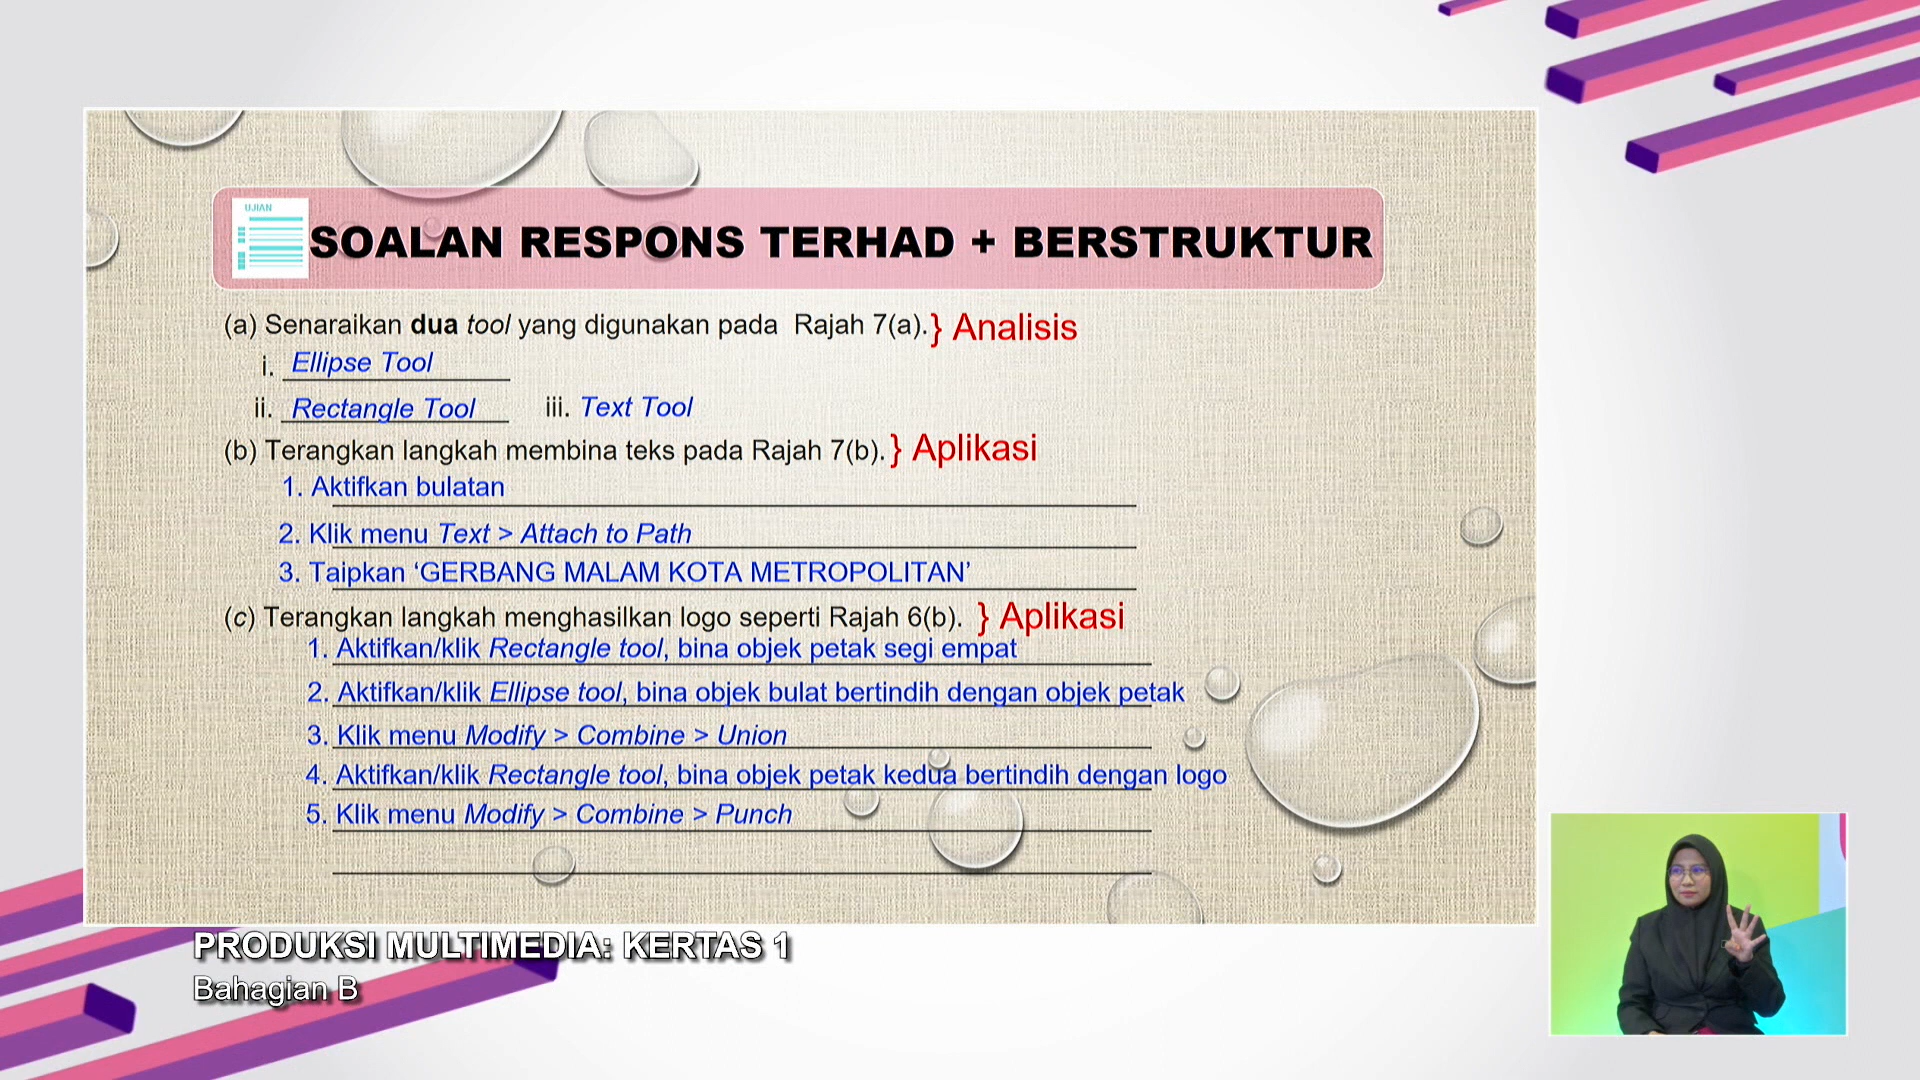 UJIAN
SOALAN RESPONS TERHAD + BERSTRUKTUR
(a) Senaraikan dua tool yang digunakan pada Rajah 7(a). } Analisis
i. Ellipse Tool
ii. Rectangle Tool iii. Text Tool
(b) Terangkan langkah membina teks pada Rajah 7(b). } Aplikasi
1. Aktifkan bulatan
2. Klik menu Text > Attach to Path
3. Taipkan ‘GERBANG MALAM KOTA METROPOLITAN’
(c) Terangkan langkah menghasilkan logo seperti Rajah 6(b). } Aplikasi
1. Aktifkan/klik Rectangle tool, bina objek petak segi empat
2. Aktifkan/klik Ellipse tool, bina objek bulat bertindih dengan objek petak
3. Klik menu Modify > Combine > Union
4. Aktifkan/klik Rectangle tool, bina objek petak kedua bertindih dengan logo
5. Klik menu Modify > Combine > Punch
PRODUKSI MULTIMEDIA: KERTAS 1
Bahagian B